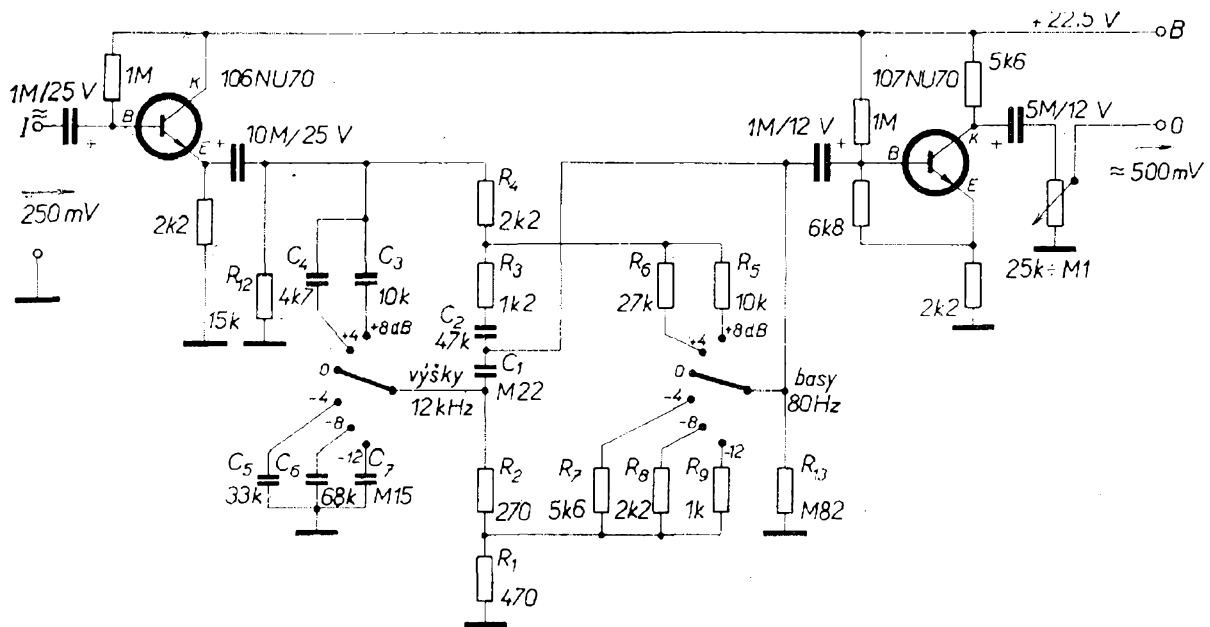 +22.5 V
B
1M
K
106NU70
107NU70
5k6
1M/25 V
I
≈
+
B
E
+
10M/25 V
1M/12 V
+
1M
B
K
E
5M/12 V
+
O
≈ 500mV
250mV
2k2
R4
2k2
6k8
25k÷M1
R12
15k
C4
4k7
C3
10k
R3
1k2
R6
27k
R5
10k
2k2
C2
47k
+4
+8dB
+4
+8dB
C1
M22
0
výšky
12kHz
0
basy
80Hz
-4
-8
-12
-4
-8
-12
C5
33k
C6
68k
C7
M15
R2
270
R7
5k6
R8
2k2
R9
1k
R13
M82
R1
470